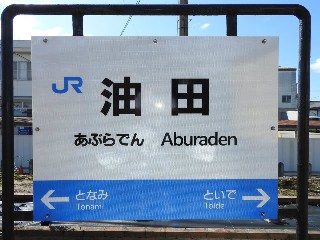 JR 油田
あぶらでん Aburaden
← となみ といで →
Tonami Toide